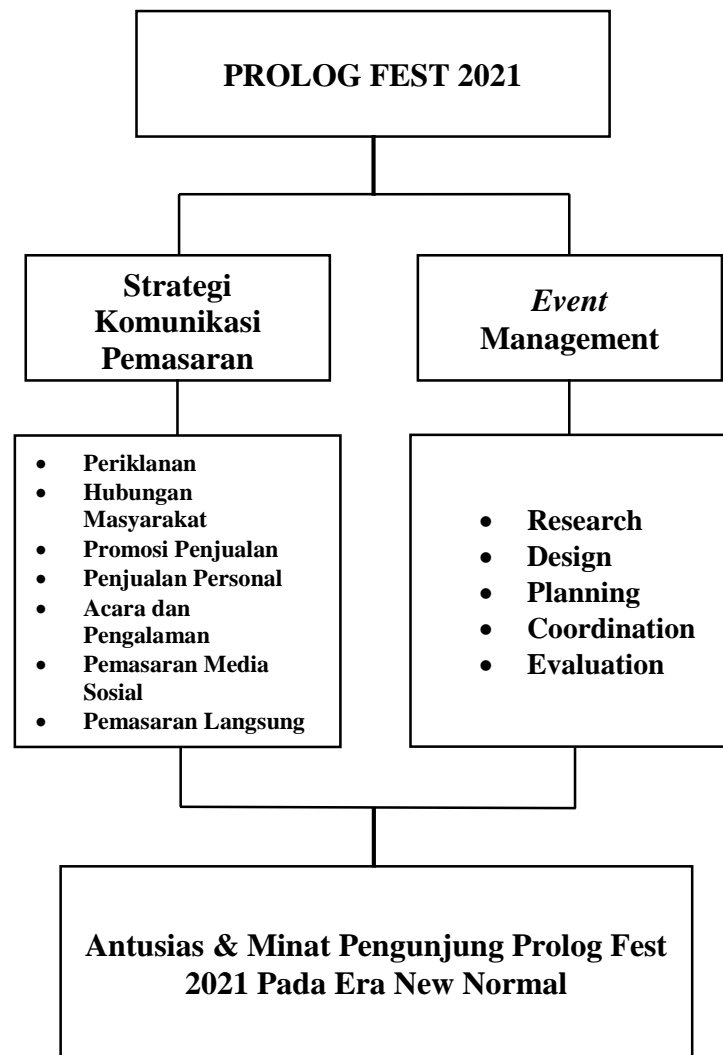 PROLOG FEST 2021
Strategi
Komunikasi
Pemasaran
Event
Management
• Periklanan
• Hubungan
Masyarakat
• Promosi Penjualan
• Penjualan Personal
• Acara dan
Pengalaman
• Pemasaran Media
Sosial
• Pemasaran Langsung
• Research
• Design
• Planning
• Coordination
• Evaluation
Antusias & Minat Pengunjung Prolog Fest
2021 Pada Era New Normal